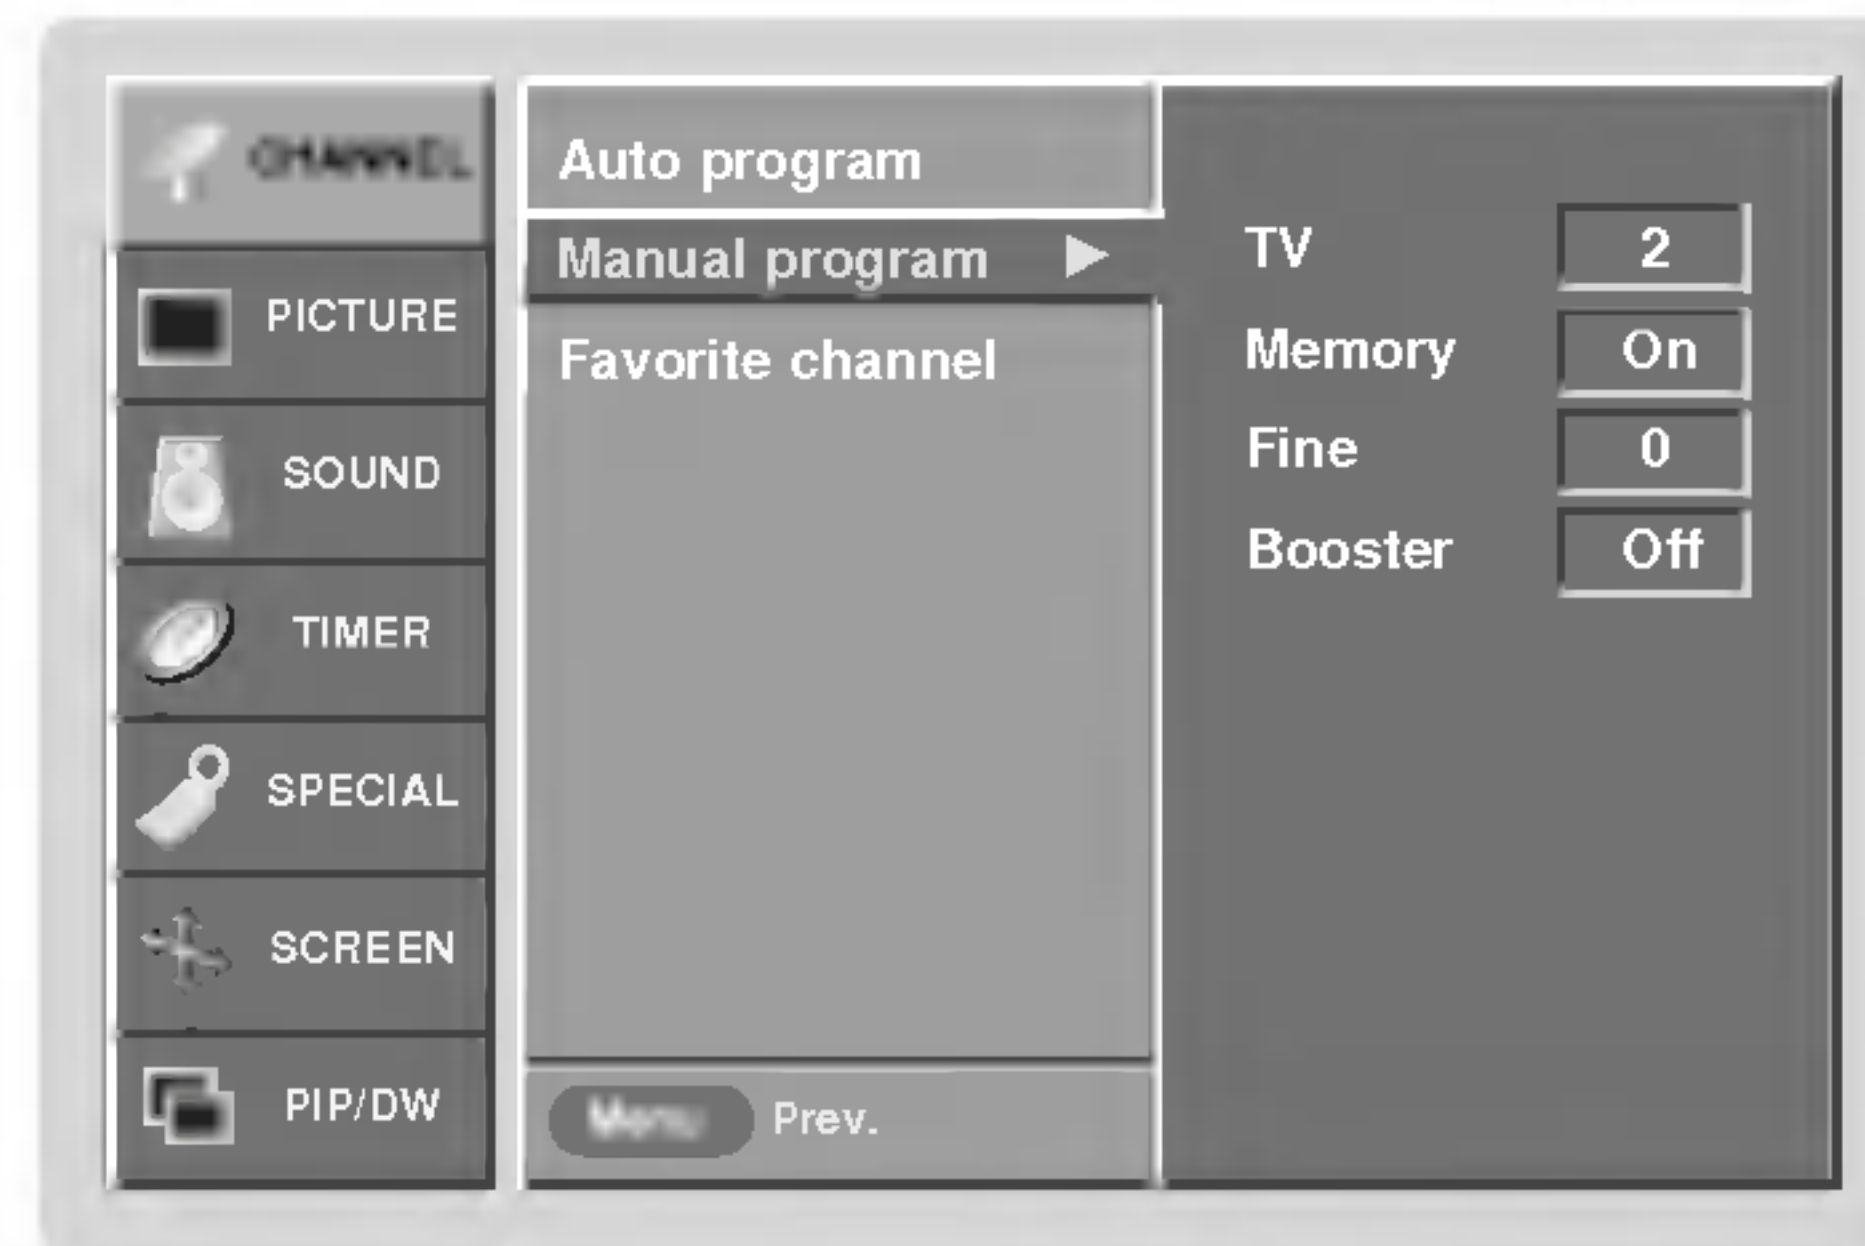 CHANNEL
PICTURE
SOUND
TIMER
SPECIAL
SCREEN
PIP/DW
Auto program
Manual program ▶
Favorite channel
Menu Prev.
TV 2
Memory On
Fine 0
Booster Off